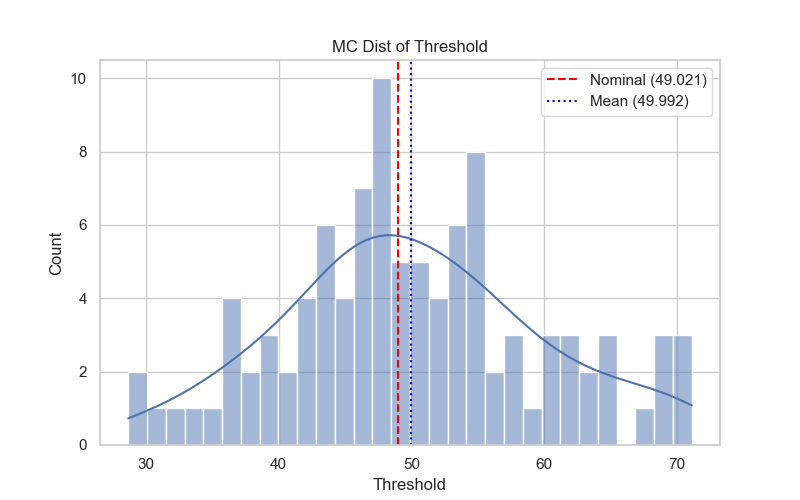 MC Dist of Threshold
Nominal (49.021)
Mean (49.992)
Count
10
8
6
4
2
0
30 40 50 60 70
Threshold